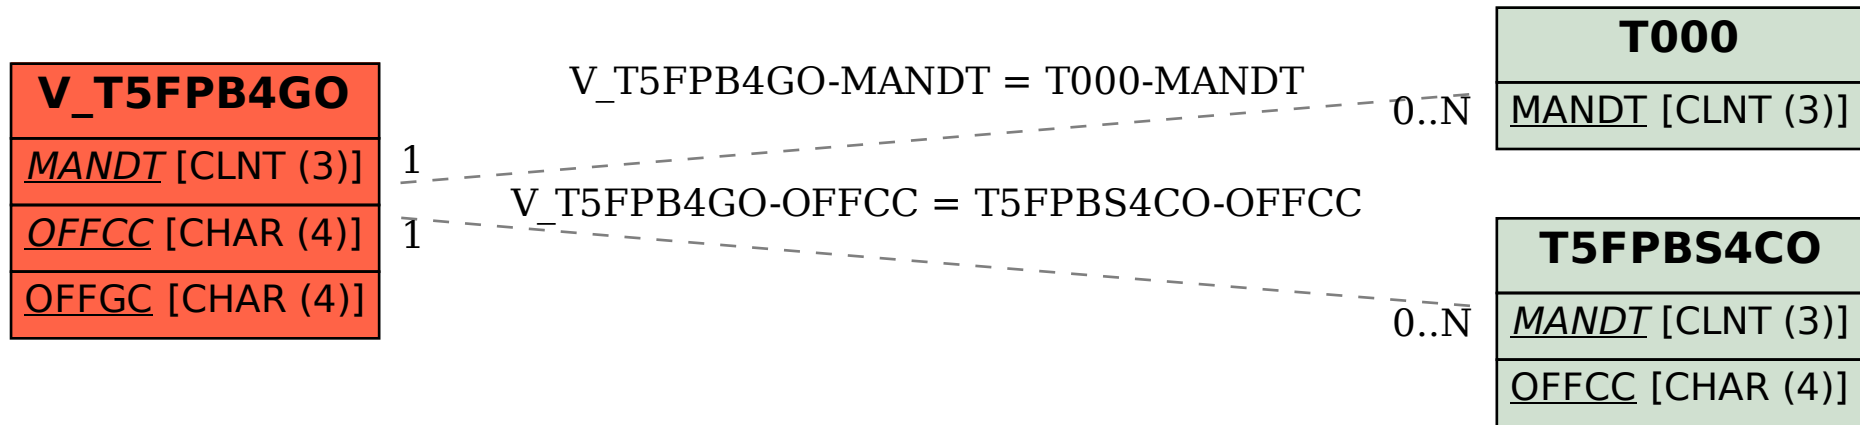 V_T5FPB4GO
MANDT [CLNT (3)]
OFFCC [CHAR (4)]
OFFGC [CHAR (4)]
V_T5FPB4GO-MANDT = T000-MANDT
1
0..N
V_T5FPB4GO-OFFCC = T5FPBS4CO-OFFCC
1
0..N
T000
MANDT [CLNT (3)]
T5FPBS4CO
MANDT [CLNT (3)]
OFFCC [CHAR (4)]